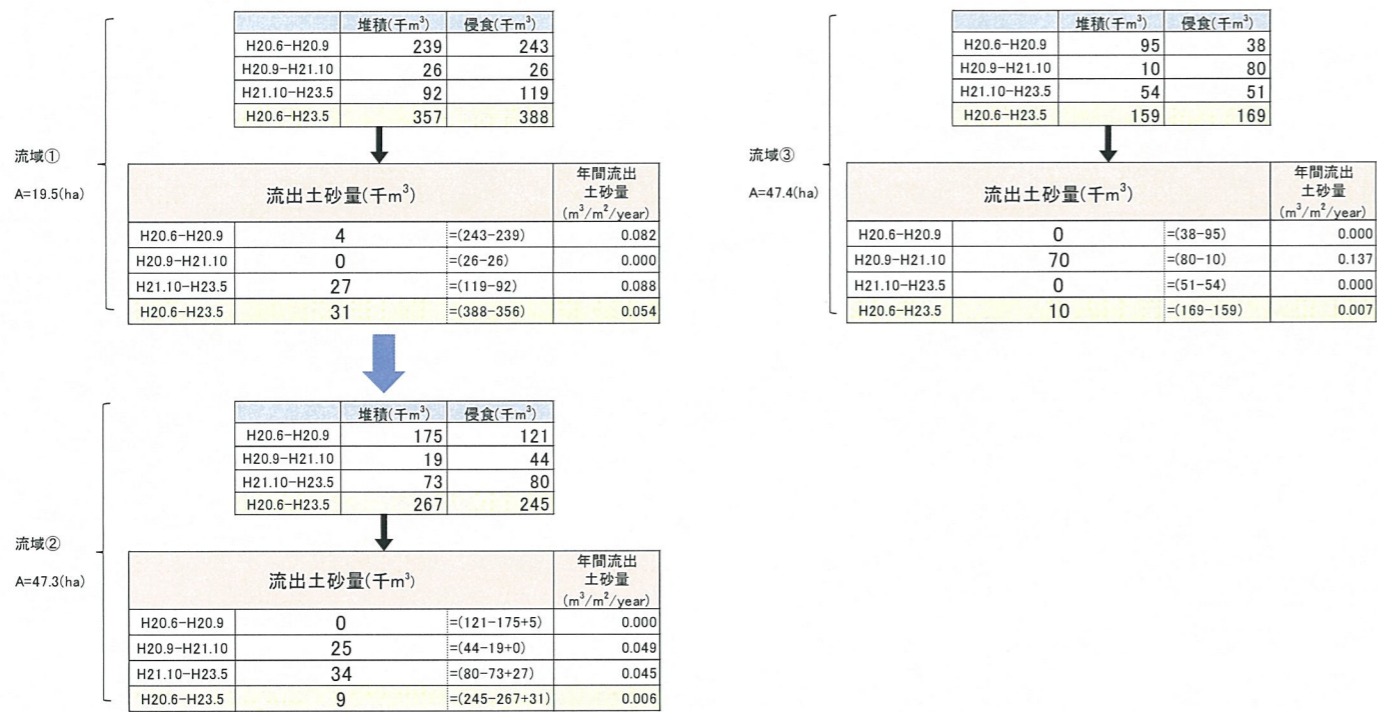 流域①
A=19.5(ha)
堆積(千m³) 侵食(千m³)
H20.6-H20.9 239 243
H20.9-H21.10 26 26
H21.10-H23.5 92 119
H20.6-H23.5 357 388
流出土砂量(千m³) 年間流出
土砂量
(m³/m²/year)
H20.6-H20.9 4 =(243-239) 0.082
H20.9-H21.10 0 =(26-26) 0.000
H21.10-H23.5 27 =(119-92) 0.088
H20.6-H23.5 31 =(388-356) 0.054
流域②
A=47.3(ha)
堆積(千m³) 侵食(千m³)
H20.6-H20.9 175 121
H20.9-H21.10 19 44
H21.10-H23.5 73 80
H20.6-H23.5 267 245
流出土砂量(千m³) 年間流出
土砂量
(m³/m²/year)
H20.6-H20.9 0 =(121-175+5) 0.000
H20.9-H21.10 25 =(44-19+0) 0.049
H21.10-H23.5 34 =(80-73+27) 0.045
H20.6-H23.5 9 =(245-267+31) 0.006
流域③
A=47.4(ha)
堆積(千m³) 侵食(千m³)
H20.6-H20.9 95 38
H20.9-H21.10 10 80
H21.10-H23.5 54 51
H20.6-H23.5 159 169
流出土砂量(千m³) 年間流出
土砂量
(m³/m²/year)
H20.6-H20.9 0 =(38-95) 0.000
H20.9-H21.10 70 =(80-10) 0.137
H21.10-H23.5 0 =(51-54) 0.000
H20.6-H23.5 10 =(169-159) 0.007